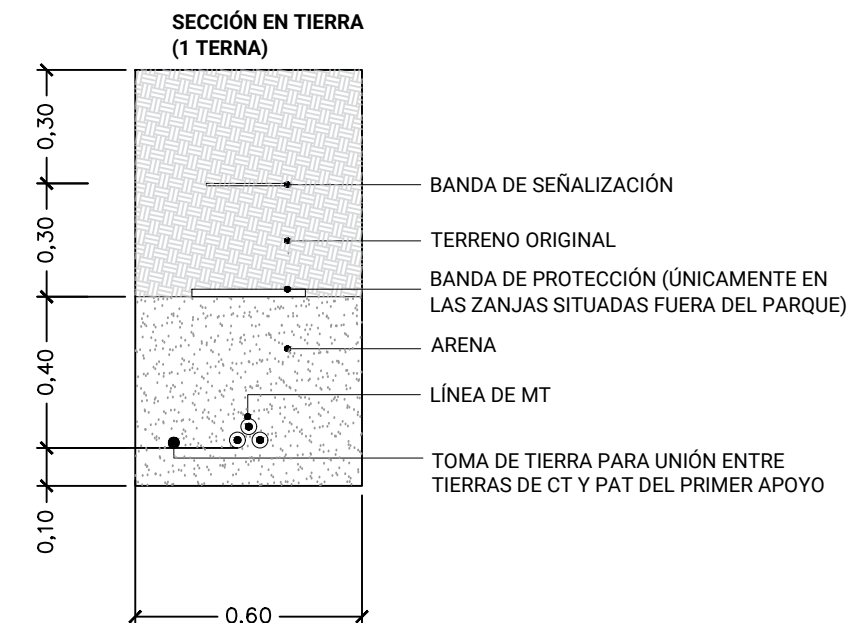 SECCIÓN EN TIERRA
(1 TERNA)
0,30
BANDA DE SEÑALIZACIÓN
0,30
TERRENO ORIGINAL
BANDA DE PROTECCIÓN (ÚNICAMENTE EN
LAS ZANJAS SITUADAS FUERA DEL PARQUE)
ARENA
0,40
LÍNEA DE MT
TOMA DE TIERRA PARA UNIÓN ENTRE
TIERRAS DE CT Y PAT DEL PRIMER APOYO
0,10
0,60